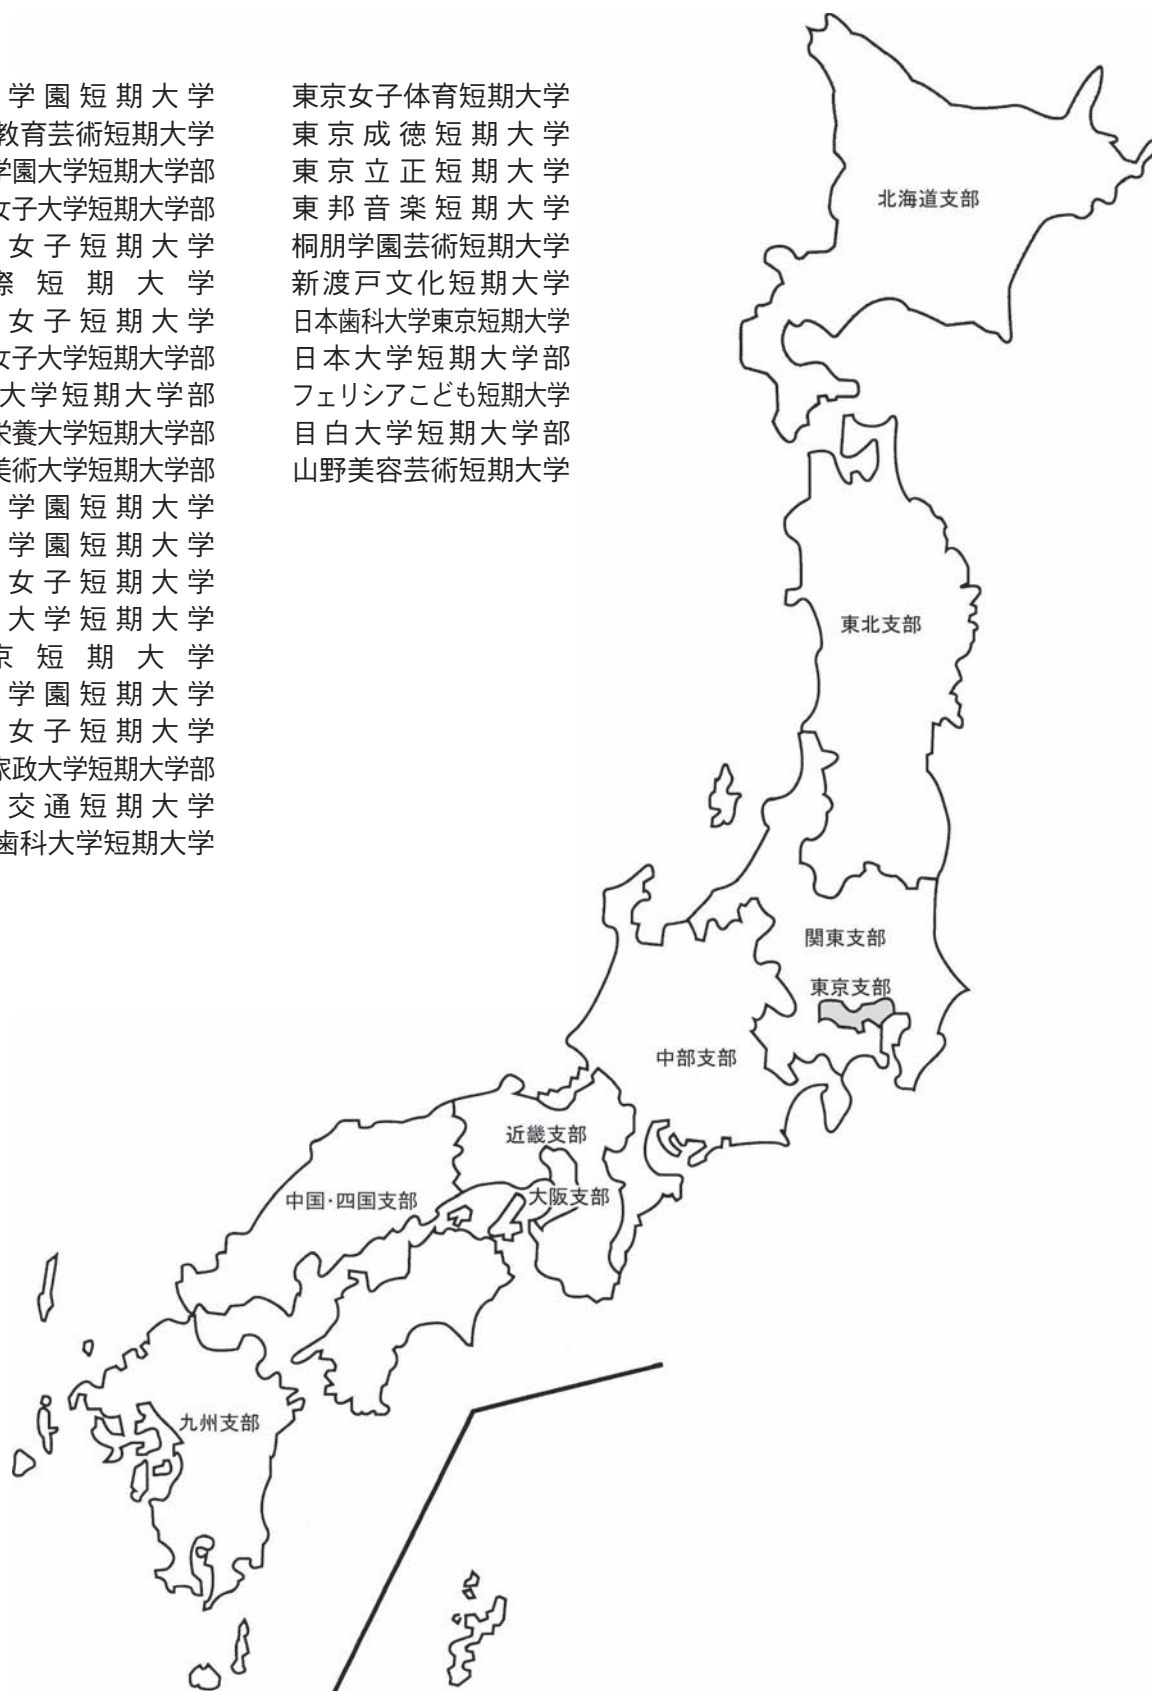 学園短期大学
教育芸術短期大学
学園大学短期大学部
女子大学短期大学部
女子短期大学
際短期大学
女子短期大学
女子大学短期大学部
大学短期大学部
栄養大学短期大学部
美術大学短期大学部
学園短期大学
学園短期大学
女子短期大学
大学短期大学
京短期大学
学園短期大学
女子短期大学
家政大学短期大学部
交通短期大学
歯科大学短期大学
東京女子体育短期大学
東京成徳短期大学
東京立正短期大学
東邦音楽短期大学
桐朋学園芸術短期大学
新渡戸文化短期大学
日本歯科大学東京短期大学
日本大学短期大学部
フェリシアこども短期大学
目白大学短期大学部
山野美容芸術短期大学
北海道支部
東北支部
関東支部
東京支部
中部支部
近畿支部
大阪支部
中国・四国支部
九州支部